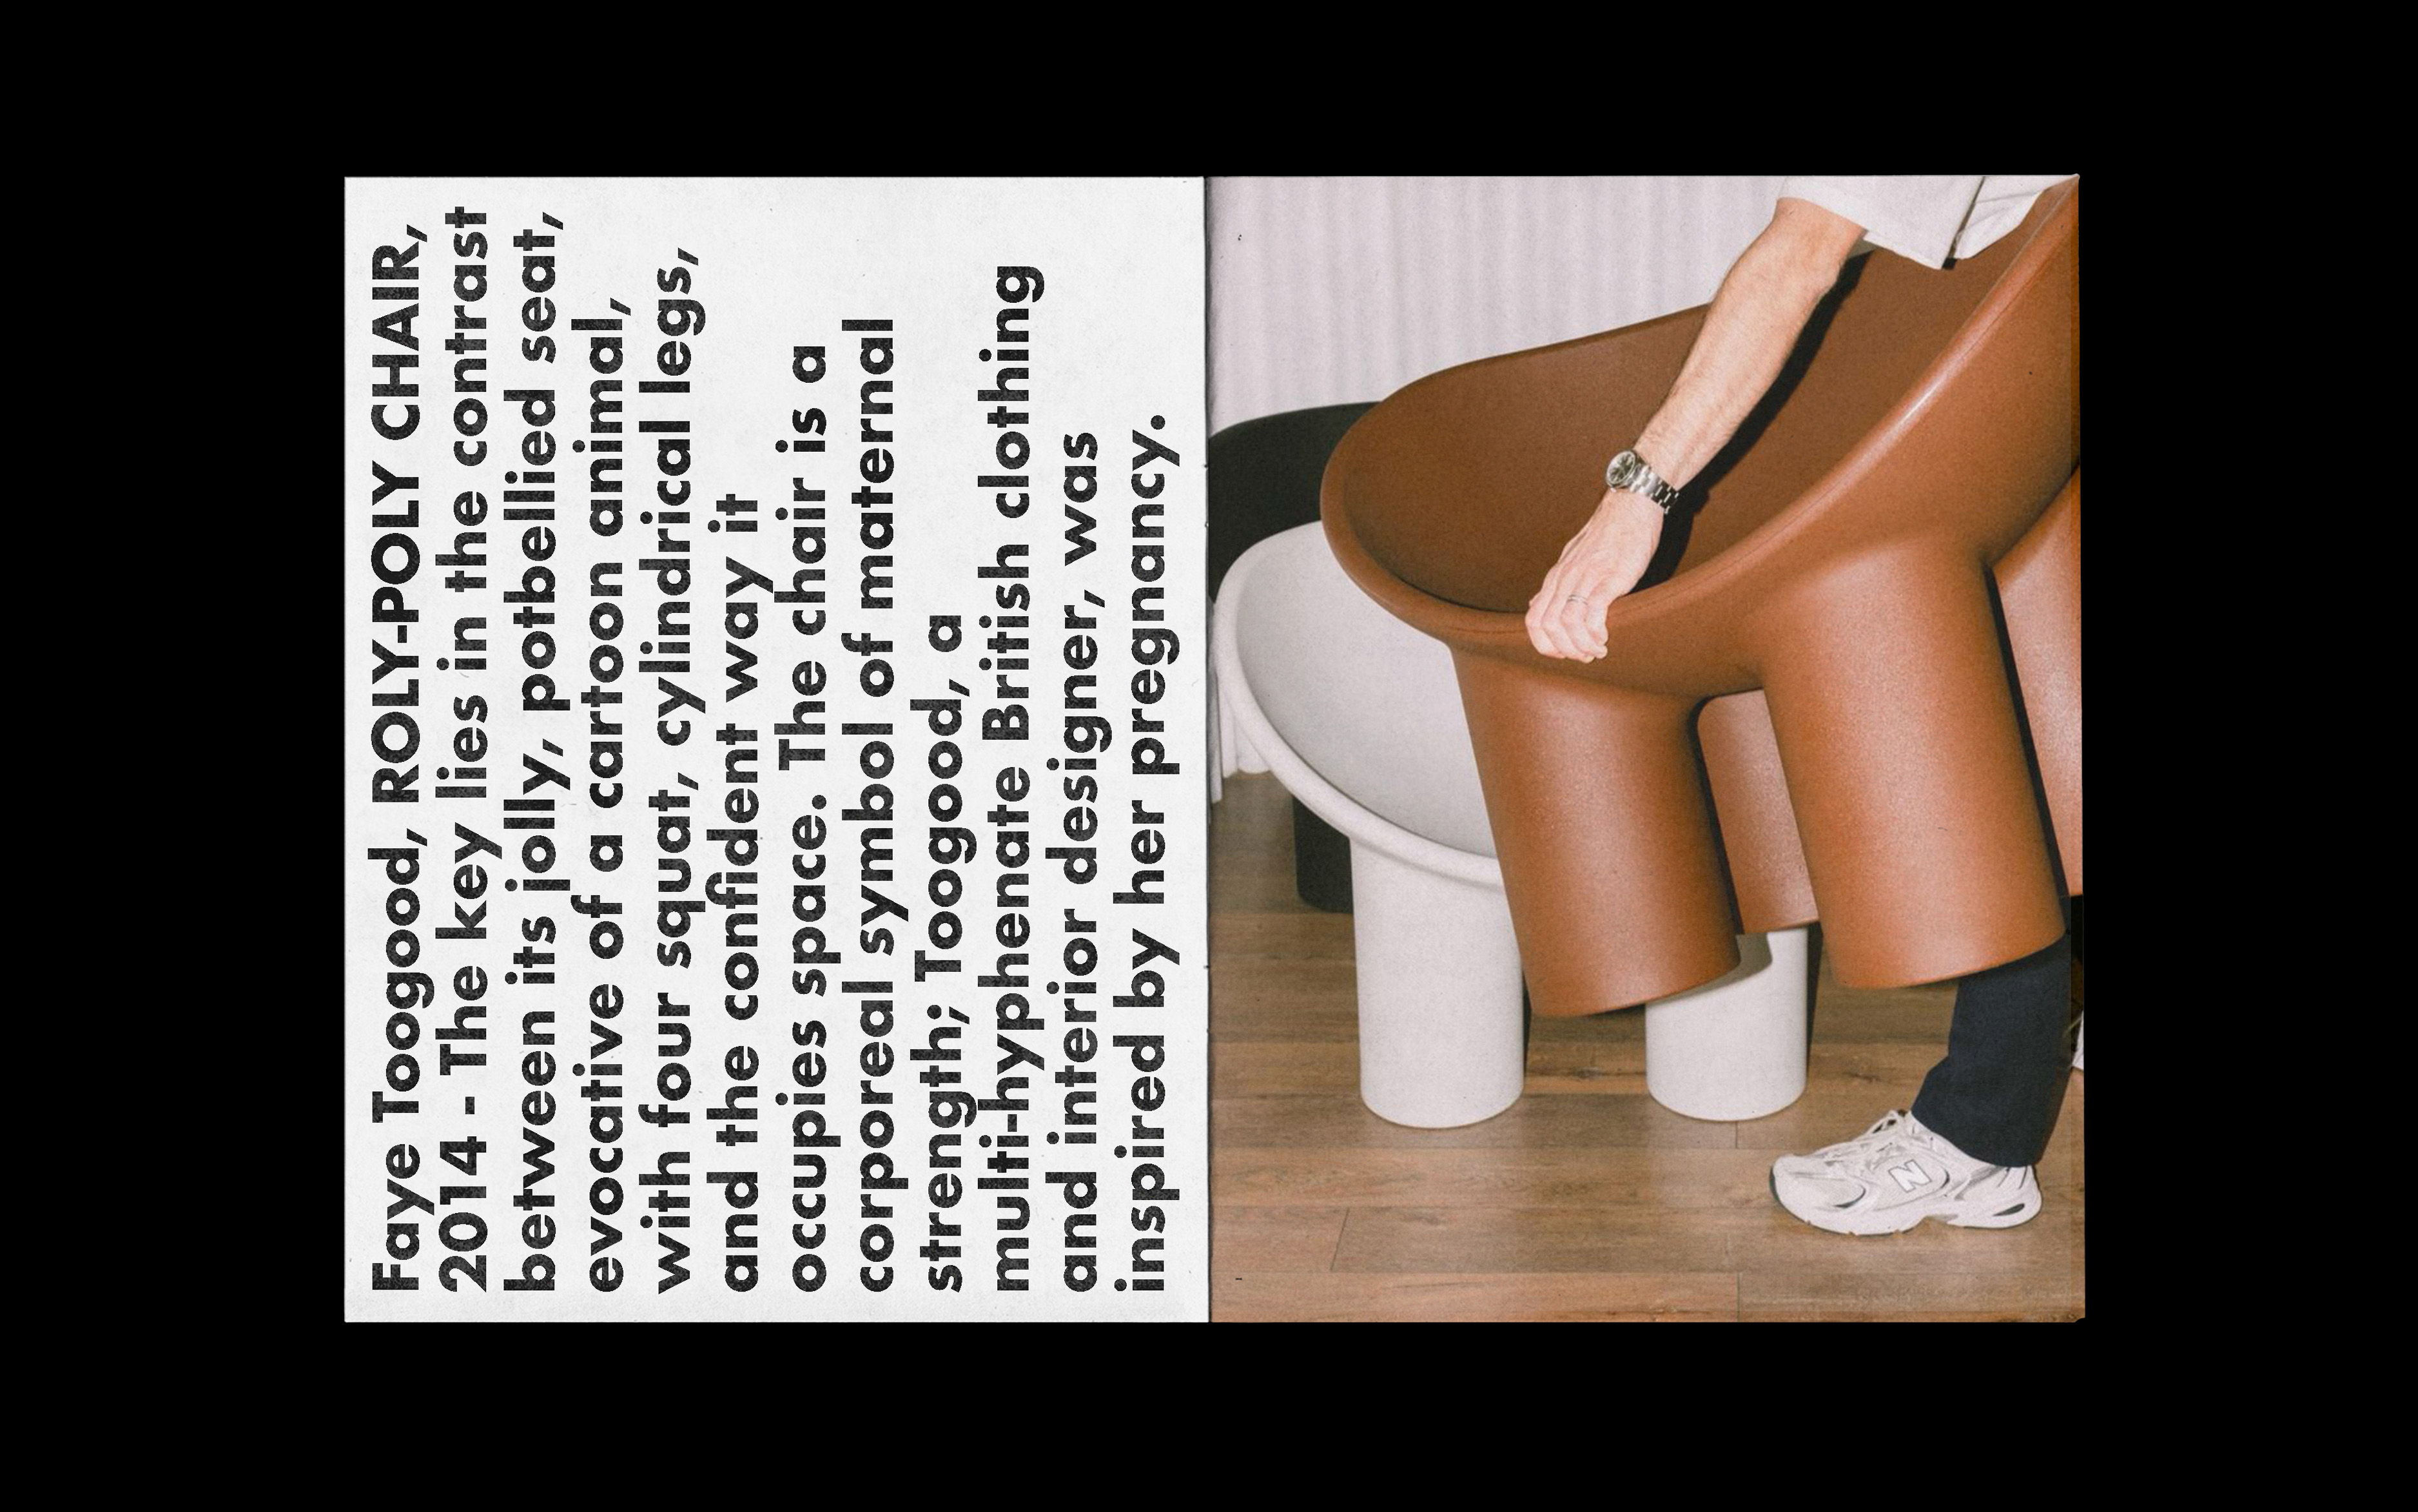 Faye Toogood, ROLY-POLY CHAIR,
2014 - The key lies in the contrast
between its jolly, potbellied seat,
evocative of a cartoon animal,
with four squat, cylindrical legs,
and the confident way it
occupies space. The chair is a
corporeal symbol of maternal
strength; Toogood, a
multi-hyphenate British clothing
and interior designer, was
inspired by her pregnancy.
N